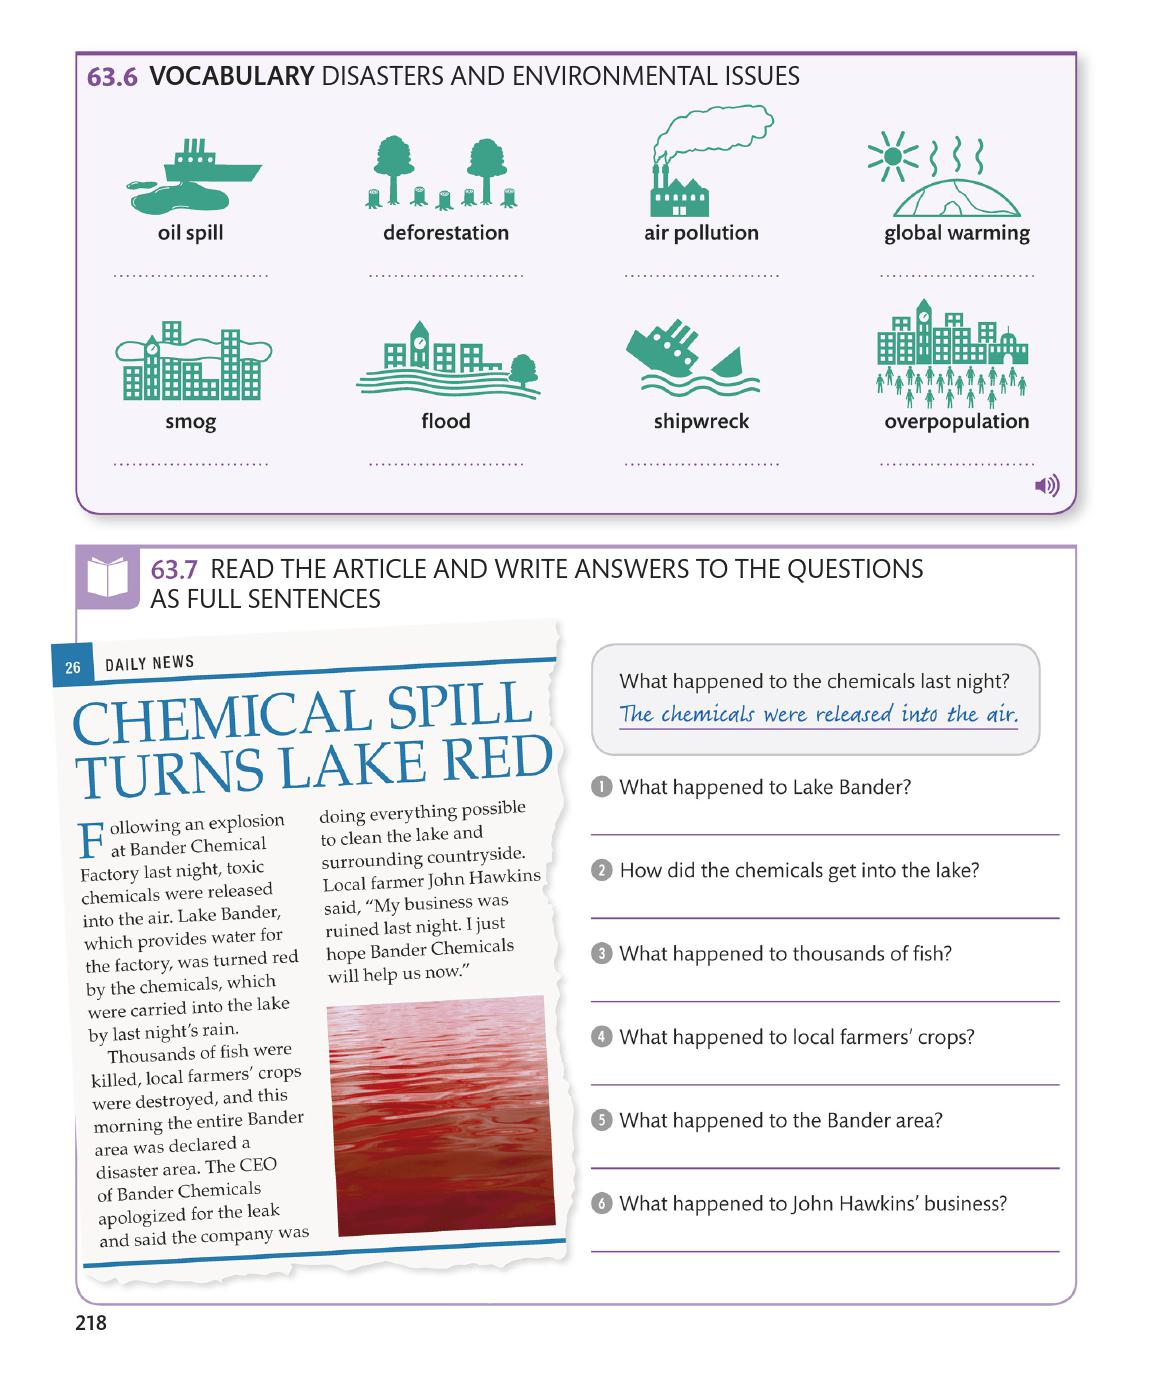 63.6 VOCABULARY DISASTERS AND ENVIRONMENTAL ISSUES
oil spill
deforestation
air pollution
global warming
smog
flood
shipwreck
overpopulation
63.7 READ THE ARTICLE AND WRITE ANSWERS TO THE QUESTIONS
AS FULL SENTENCES
26 DAILY NEWS
CHEMICAL SPILL
TURNS LAKE RED
Following an explosion
at Bander Chemical
Factory last night, toxic
chemicals were released
into the air. Lake Bander,
which provides water for
the factory, was turned red
by the chemicals, which
were carried into the lake
by last night's rain.
Thousands of fish were
killed, local farmers' crops
were destroyed, and this
morning the entire Bander
area was declared a
disaster area. The CEO
of Bander Chemicals
apologized for the leak
and said the company was
doing everything possible
to clean the lake and
surrounding countryside.
Local farmer John Hawkins
said, "My business was
ruined last night. I just
hope Bander Chemicals
will help us now."
What happened to the chemicals last night?
The chemicals were released into the air.
1 What happened to Lake Bander?
2 How did the chemicals get into the lake?
3 What happened to thousands of fish?
4 What happened to local farmers' crops?
5 What happened to the Bander area?
6 What happened to John Hawkins' business?
218